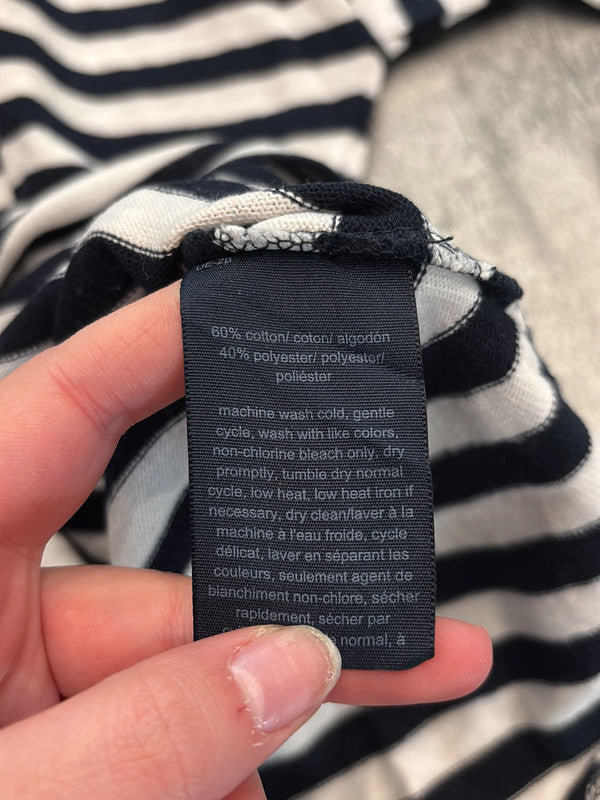 60% cotton/ coton/ algodón
40% polyester/ polyester/
poliéster
machine wash cold, gentle
cycle, wash with like colors,
non-chlorine bleach only, dry
promptly, tumble dry normal
cycle, low heat, low heat iron if
necessary, dry clean/laver à la
machine à l'eau froide, cycle
délicat, laver en séparant les
couleurs, seulement agent de
blanchiment non-chlore, sécher
rapidement, sécher par
normal, à